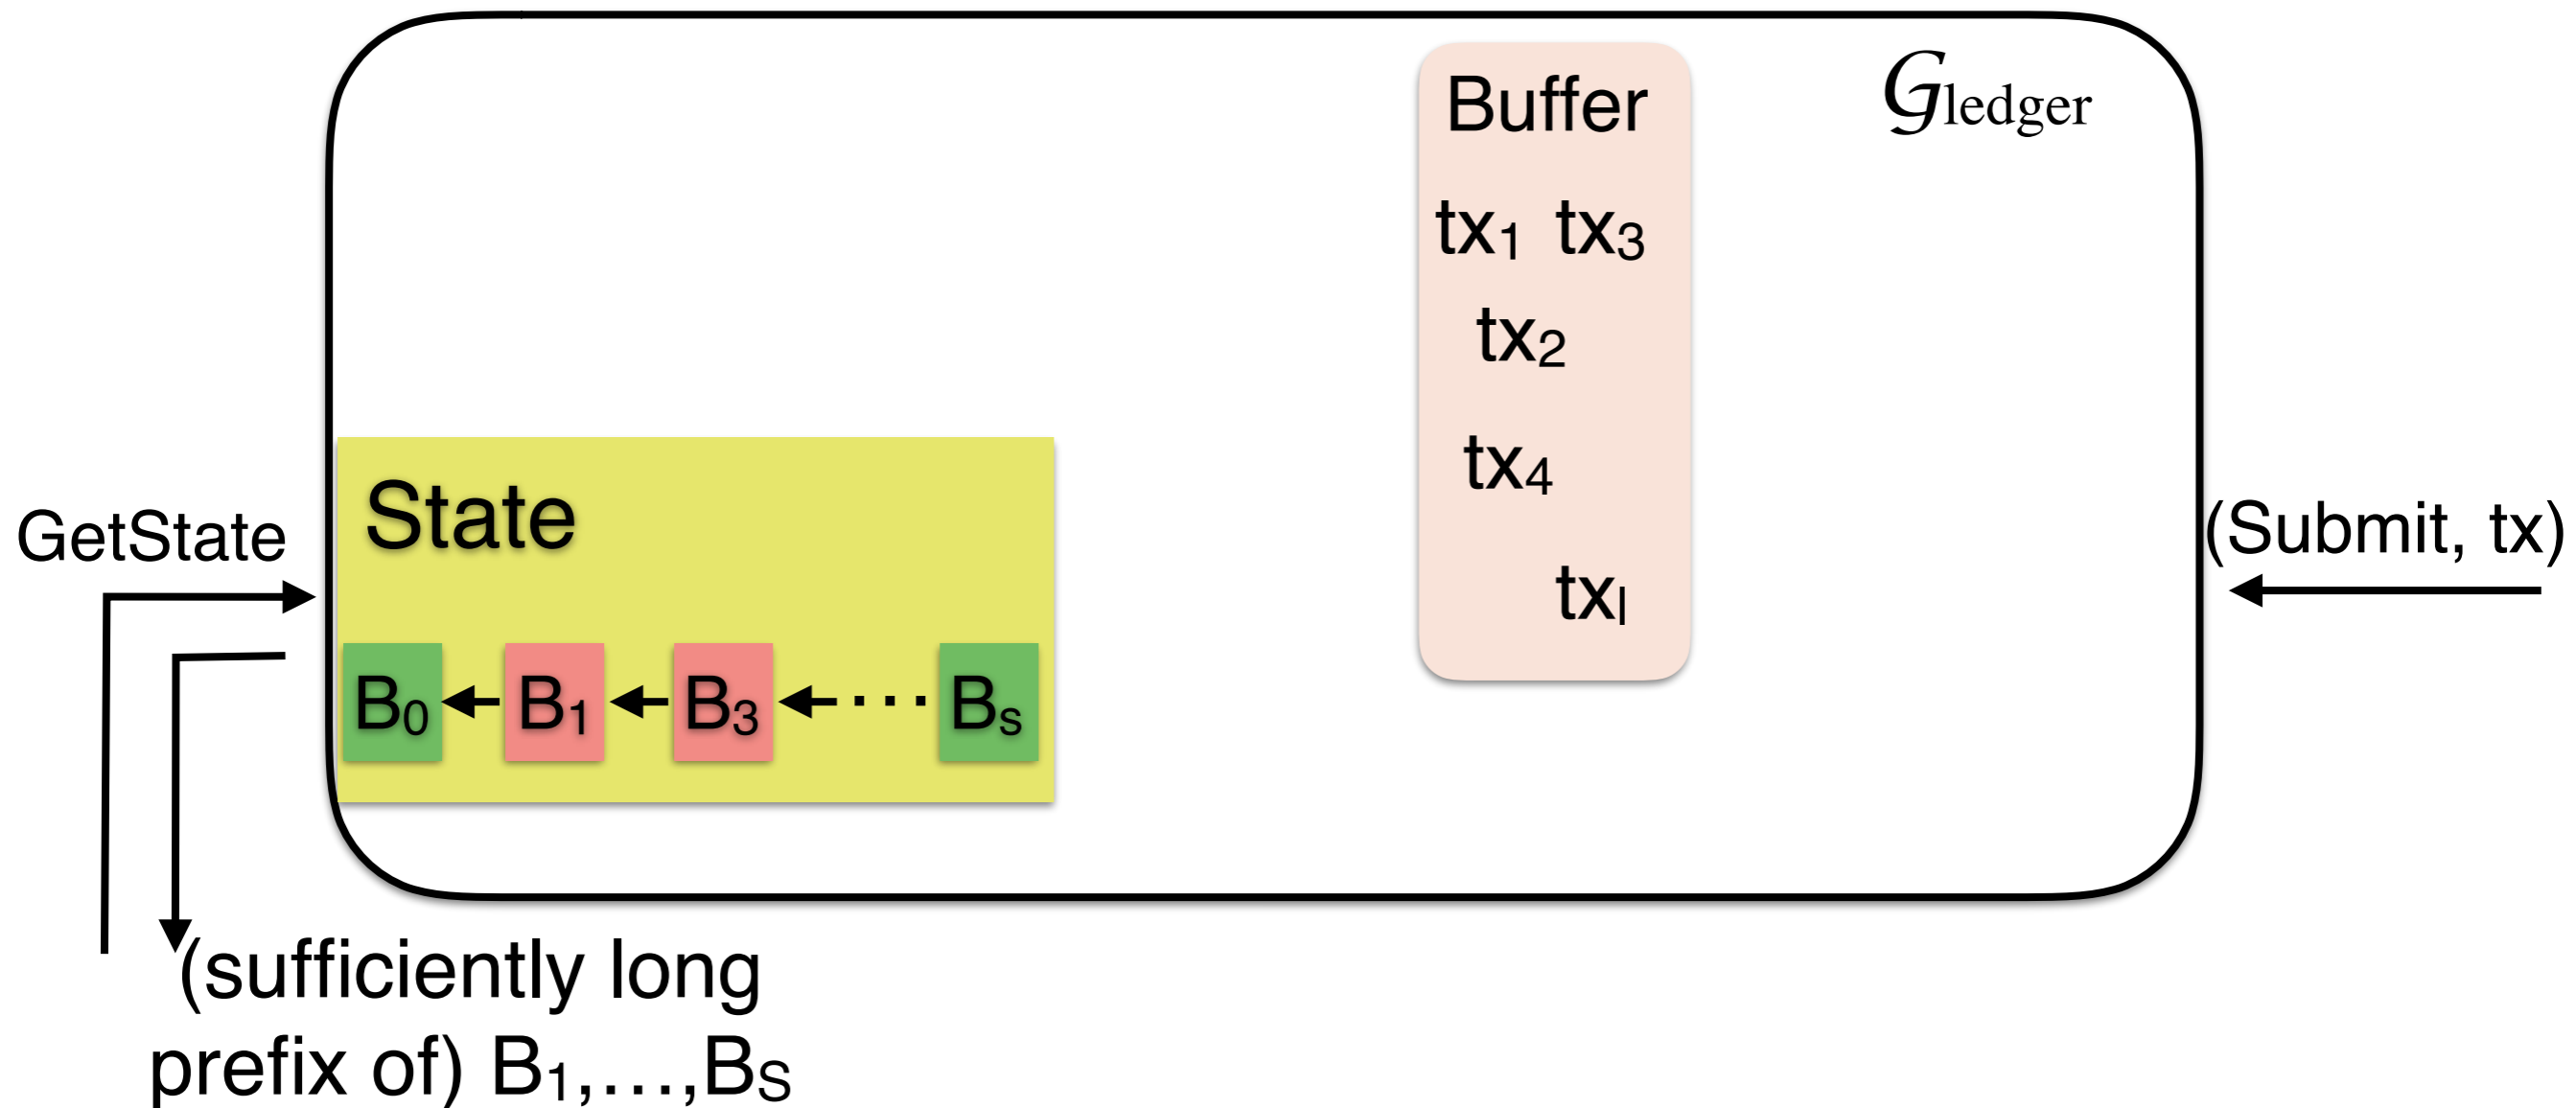 Buffer
𝒢ledger
tx₁ tx₃
tx₂
tx₄
txₗ
State
GetState
(Submit, tx)
B₀ B₁ B₃ ··· Bₛ
(sufficiently long
prefix of) B₁,…,B_S